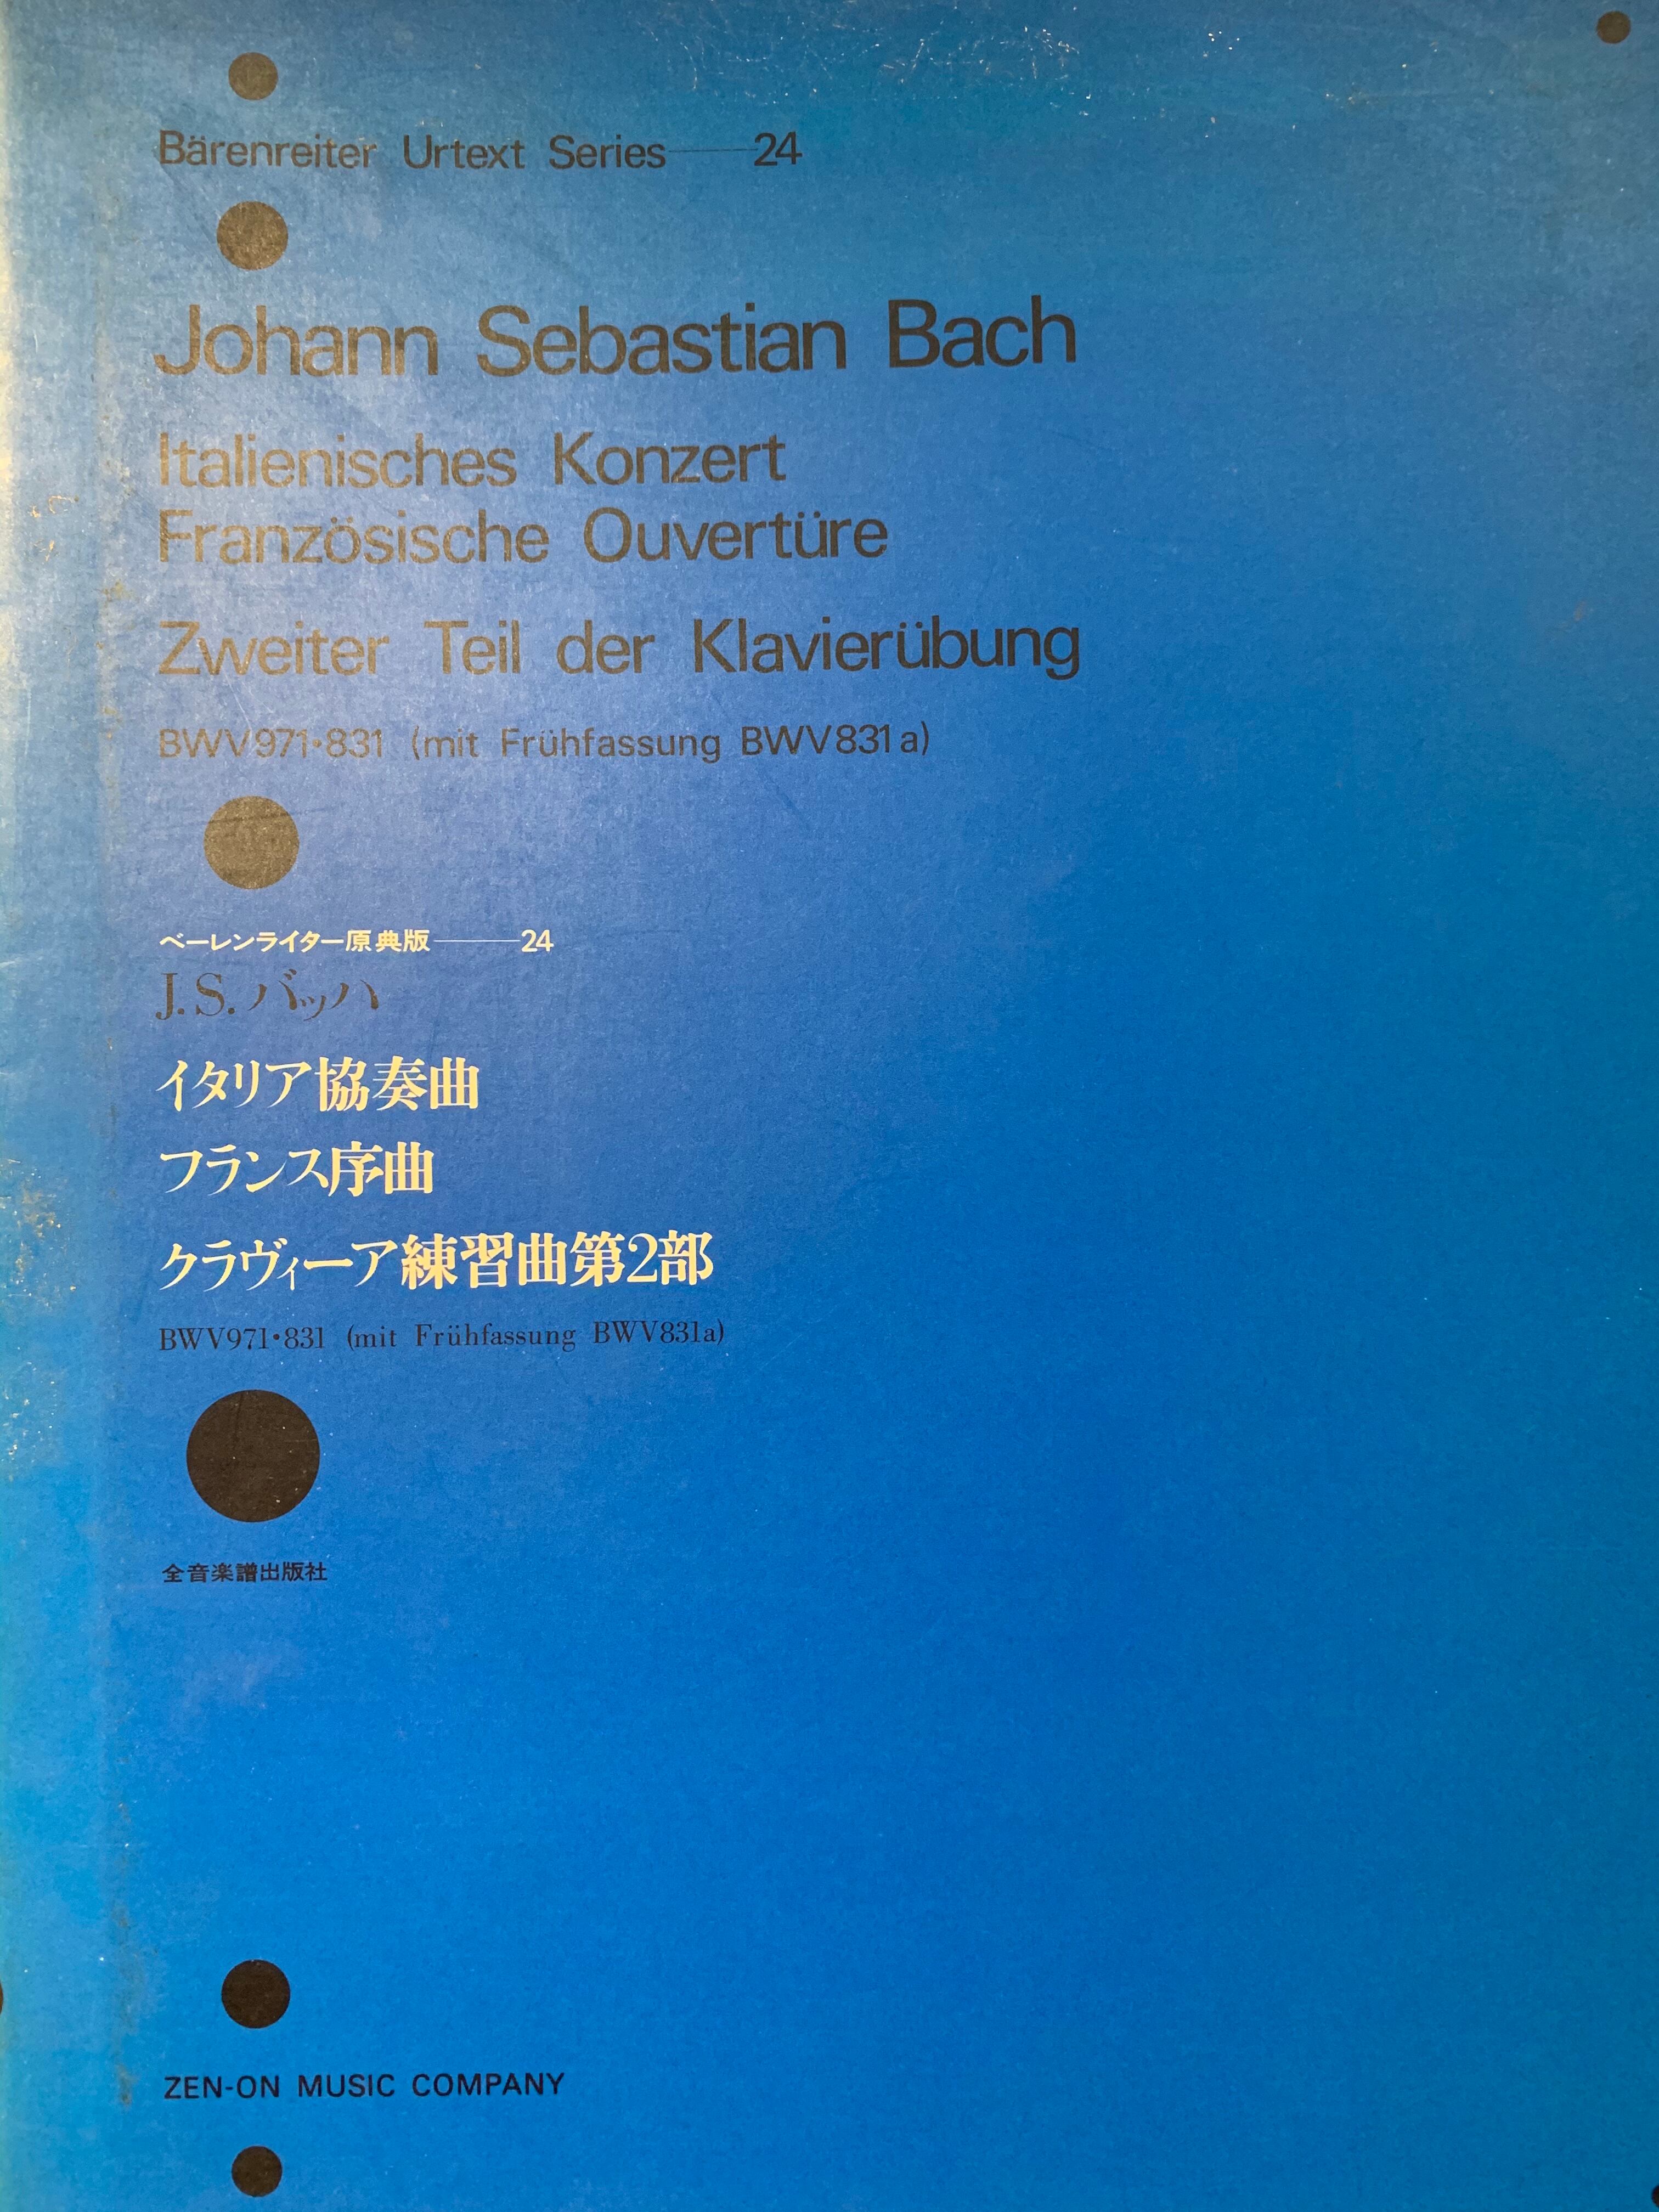 Bärenreiter Urtext Series——24
Johann Sebastian Bach
Italienisches Konzert
Französische Ouvertüre
Zweiter Teil der Klavierübung
BWV971・831 (mit Frühfassung BWV831a)
ベーレンライター原典版——24
J.S.バッハ
イタリア協奏曲
フランス序曲
クラヴィーア練習曲第2部
BWV971・831 (mit Frühfassung BWV831a)
全音楽譜出版社
ZEN-ON MUSIC COMPANY